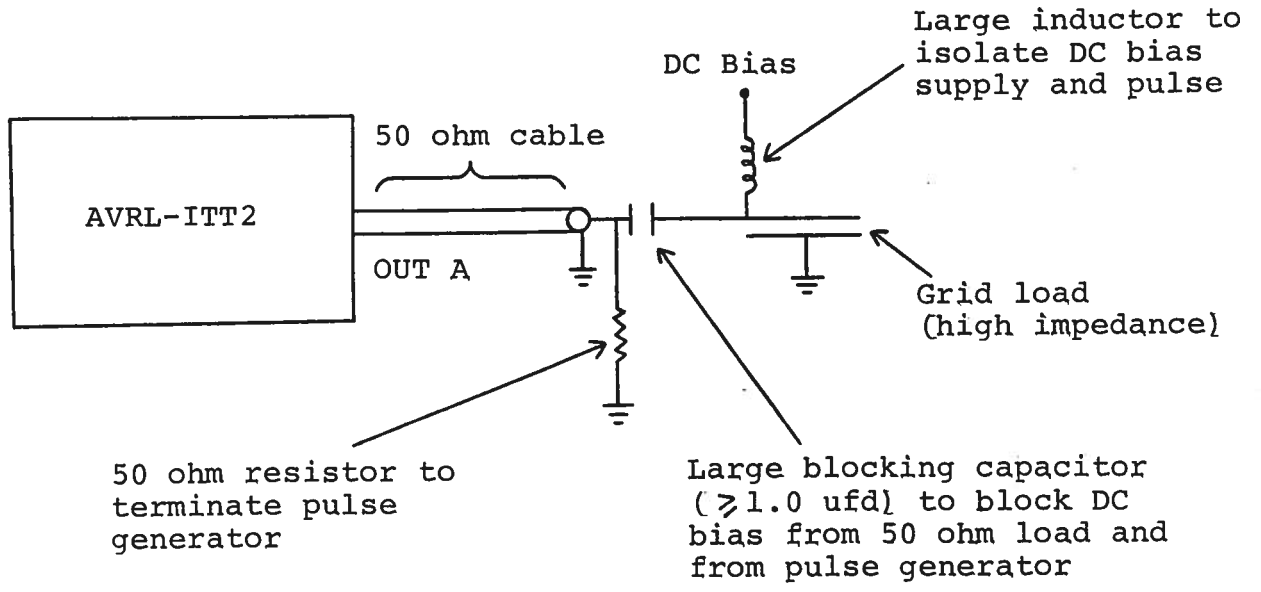 Large inductor to
isolate DC bias
supply and pulse
DC Bias
50 ohm cable
AVRL-ITT2
OUT A
Grid load
(high impedance)
50 ohm resistor to
terminate pulse
generator
Large blocking capacitor
(⩾1.0 ufd) to block DC
bias from 50 ohm load and
from pulse generator